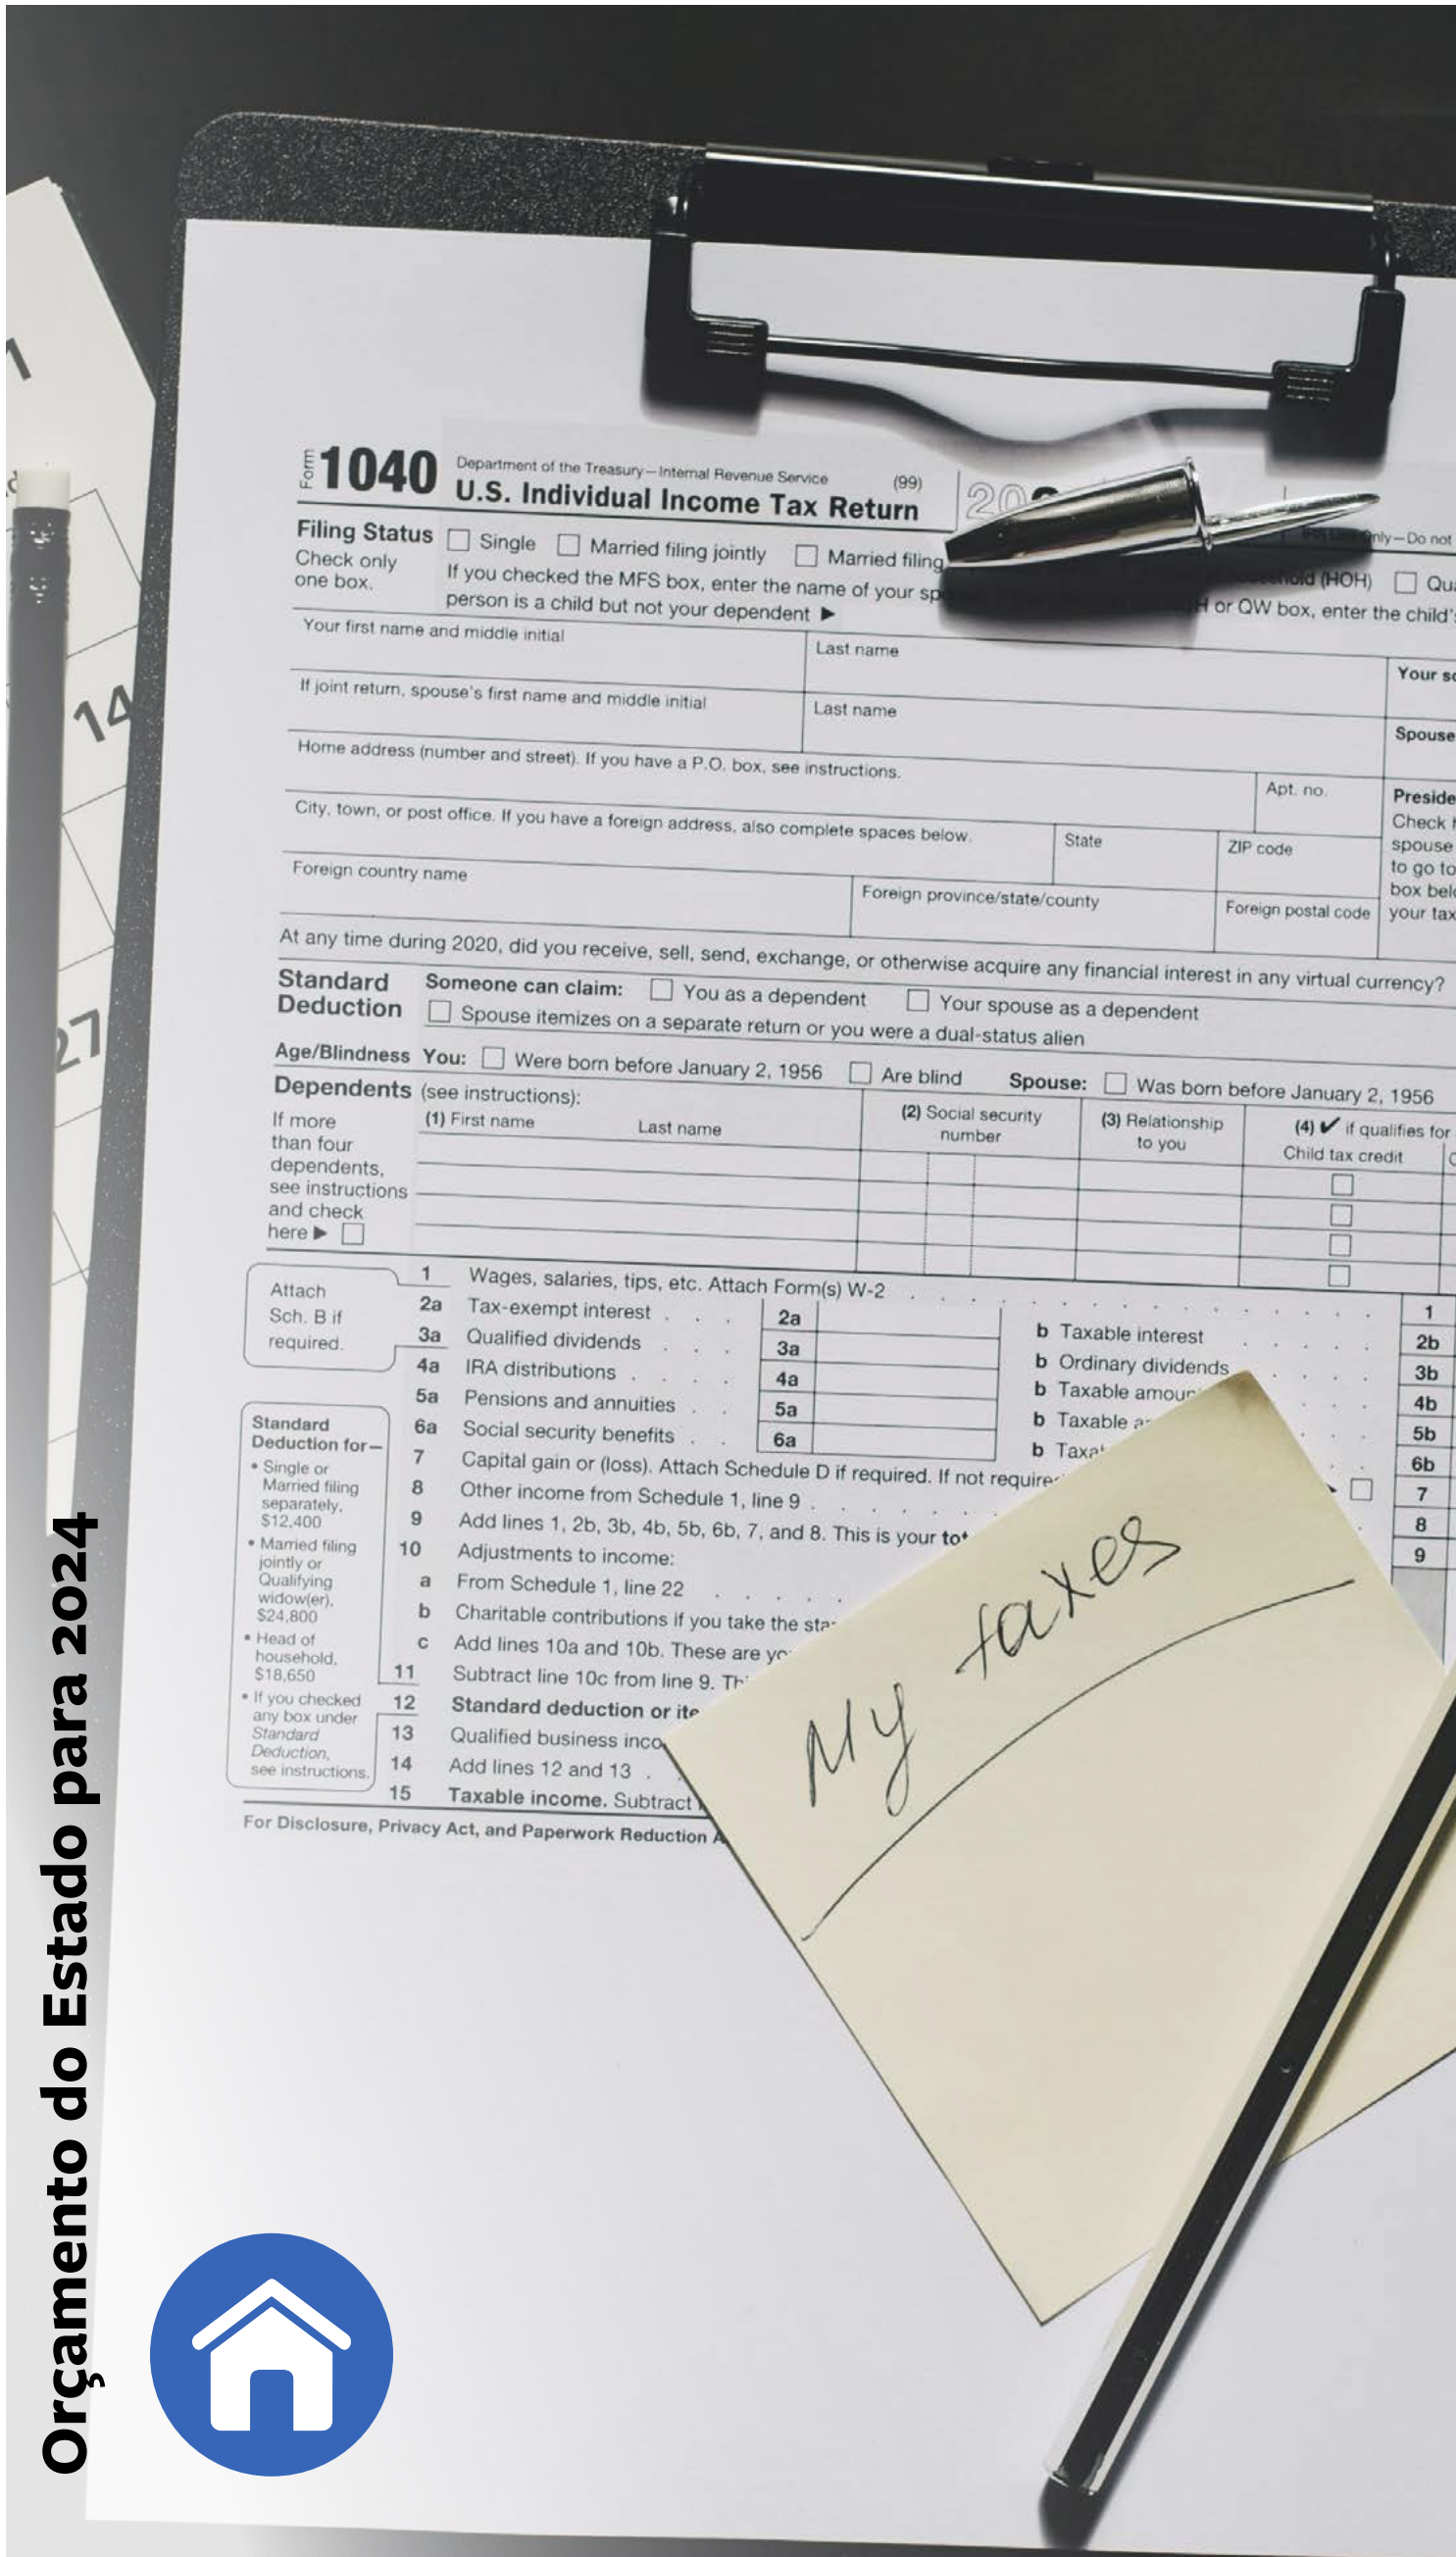 Form 1040 Department of the Treasury—Internal Revenue Service (99)
U.S. Individual Income Tax Return
Filing Status Single Married filing jointly Married filing
Check only
one box.
If you checked the MFS box, enter the name of your
person is a child but not your dependent ▶
(HOH)
or QW box, enter the child's
Your first name and middle initial
Last name
If joint return, spouse's first name and middle initial
Last name
Spouse
Home address (number and street). If you have a P.O. box, see instructions.
Apt. no.
City, town, or post office. If you have a foreign address, also complete spaces below.
State
ZIP code
Check
spouse
to go to
your tax
Foreign country name
Foreign province/state/county
Foreign postal code
At any time during 2020, did you receive, sell, send, exchange, or otherwise acquire any financial interest in any virtual currency?
Standard
Deduction
Someone can claim: You as a dependent Your spouse as a dependent
Spouse itemizes on a separate return or you were a dual-status alien
Age/Blindness You: Were born before January 2, 1956 Are blind Spouse: Was born before January 2, 1956
Dependents (see instructions):
(1) First name Last name
(2) Social security
number
(3) Relationship
to you
(4) ✔ if qualifies for
Child tax credit
If more
than four
dependents,
see instructions
and check
here ▶
Attach
Sch. B if
required.
1 Wages, salaries, tips, etc. Attach Form(s) W-2 1
2a Tax-exempt interest 2a b Taxable interest 2b
3a Qualified dividends 3a b Ordinary dividends 3b
4a IRA distributions 4a b Taxable 4b
5a Pensions and annuities 5a b Taxable 5b
6a Social security benefits 6a b 6b
7 Capital gain or (loss). Attach Schedule D if required. If not 7
8 Other income from Schedule 1, line 9 8
9 Add lines 1, 2b, 3b, 4b, 5b, 6b, 7, and 8. This is your 9
10 Adjustments to income:
a From Schedule 1, line 22
b Charitable contributions if you take the
c Add lines 10a and 10b. These are
11 Subtract line 10c from line 9.
12 Standard deduction or
13 Qualified business
14 Add lines 12 and 13
15 Taxable income. Subtract
Standard
Deduction for—
• Single or
Married filing
separately,
$12,400
• Married filing
jointly or
Qualifying
widow(er),
$24,800
• Head of
household,
$18,650
• If you checked
any box under
Standard
Deduction,
see instructions.
For Disclosure, Privacy Act, and Paperwork Reduction
My taxes
14
27
Orçamento do Estado para 2024